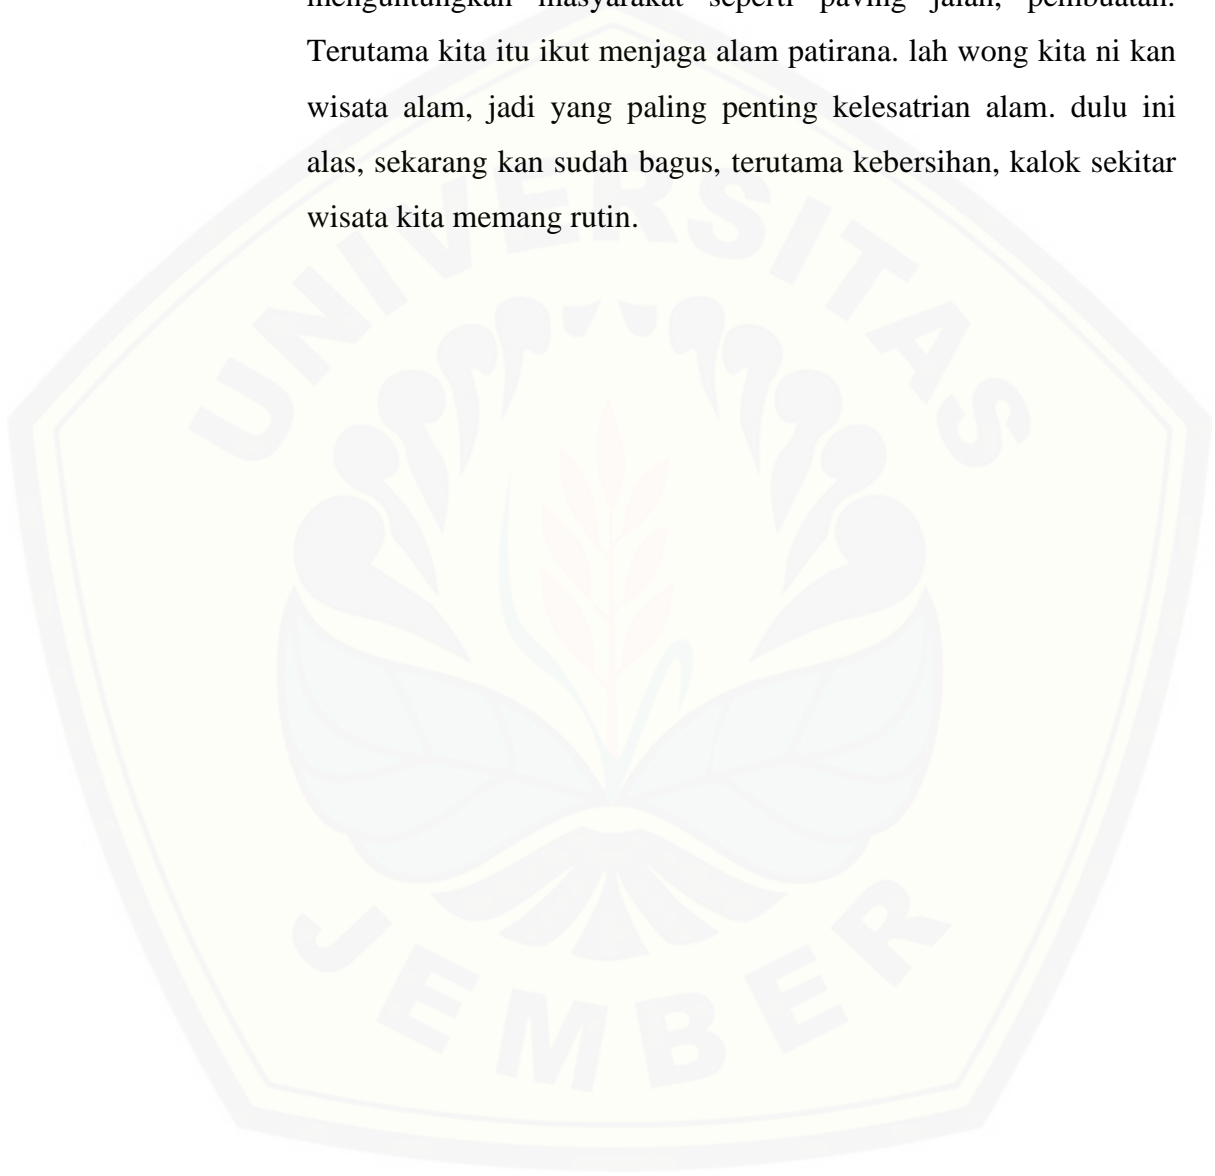 menguntungkan masyarakat seperti paving jalan, pembuatan.
Terutama kita itu ikut menjaga alam patirana. lah wong kita ni kan
wisata alam, jadi yang paling penting kelesatrian alam. dulu ini
alas, sekarang kan sudah bagus, terutama kebersihan, kalok sekitar
wisata kita memang rutin.
UNIVERSITAS
JEMBER